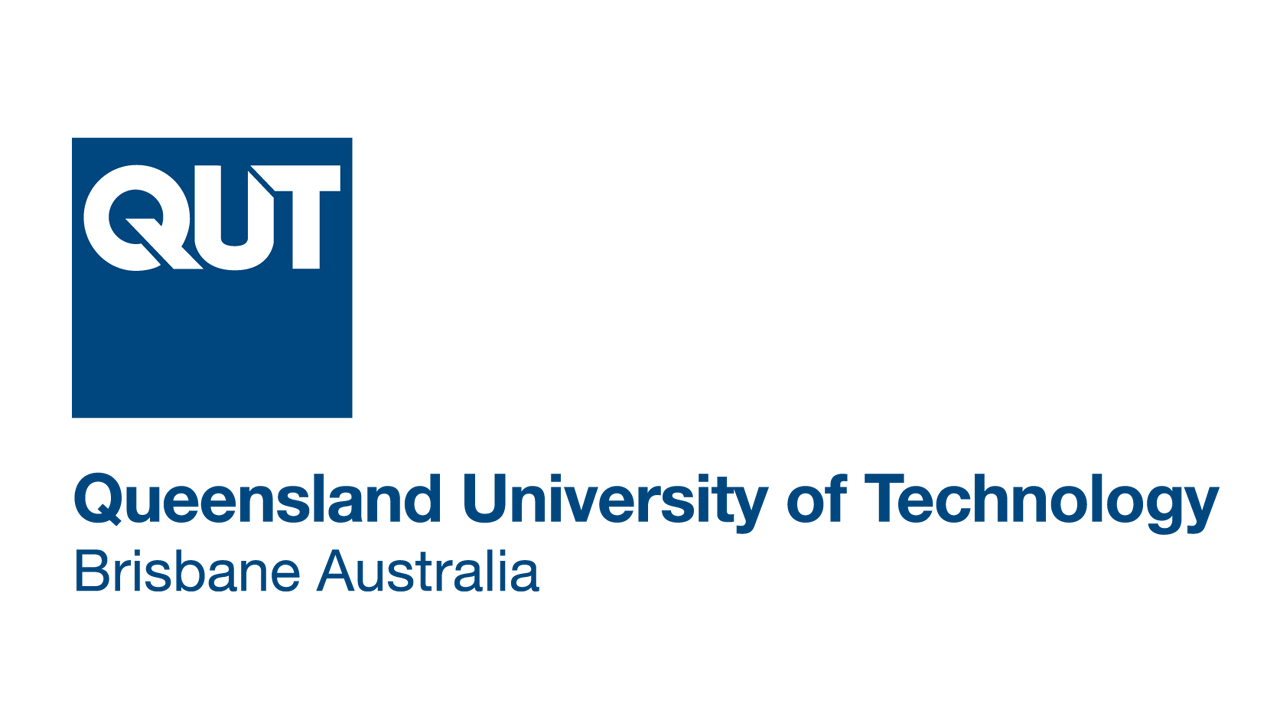 QUT
Queensland University of Technology
Brisbane Australia